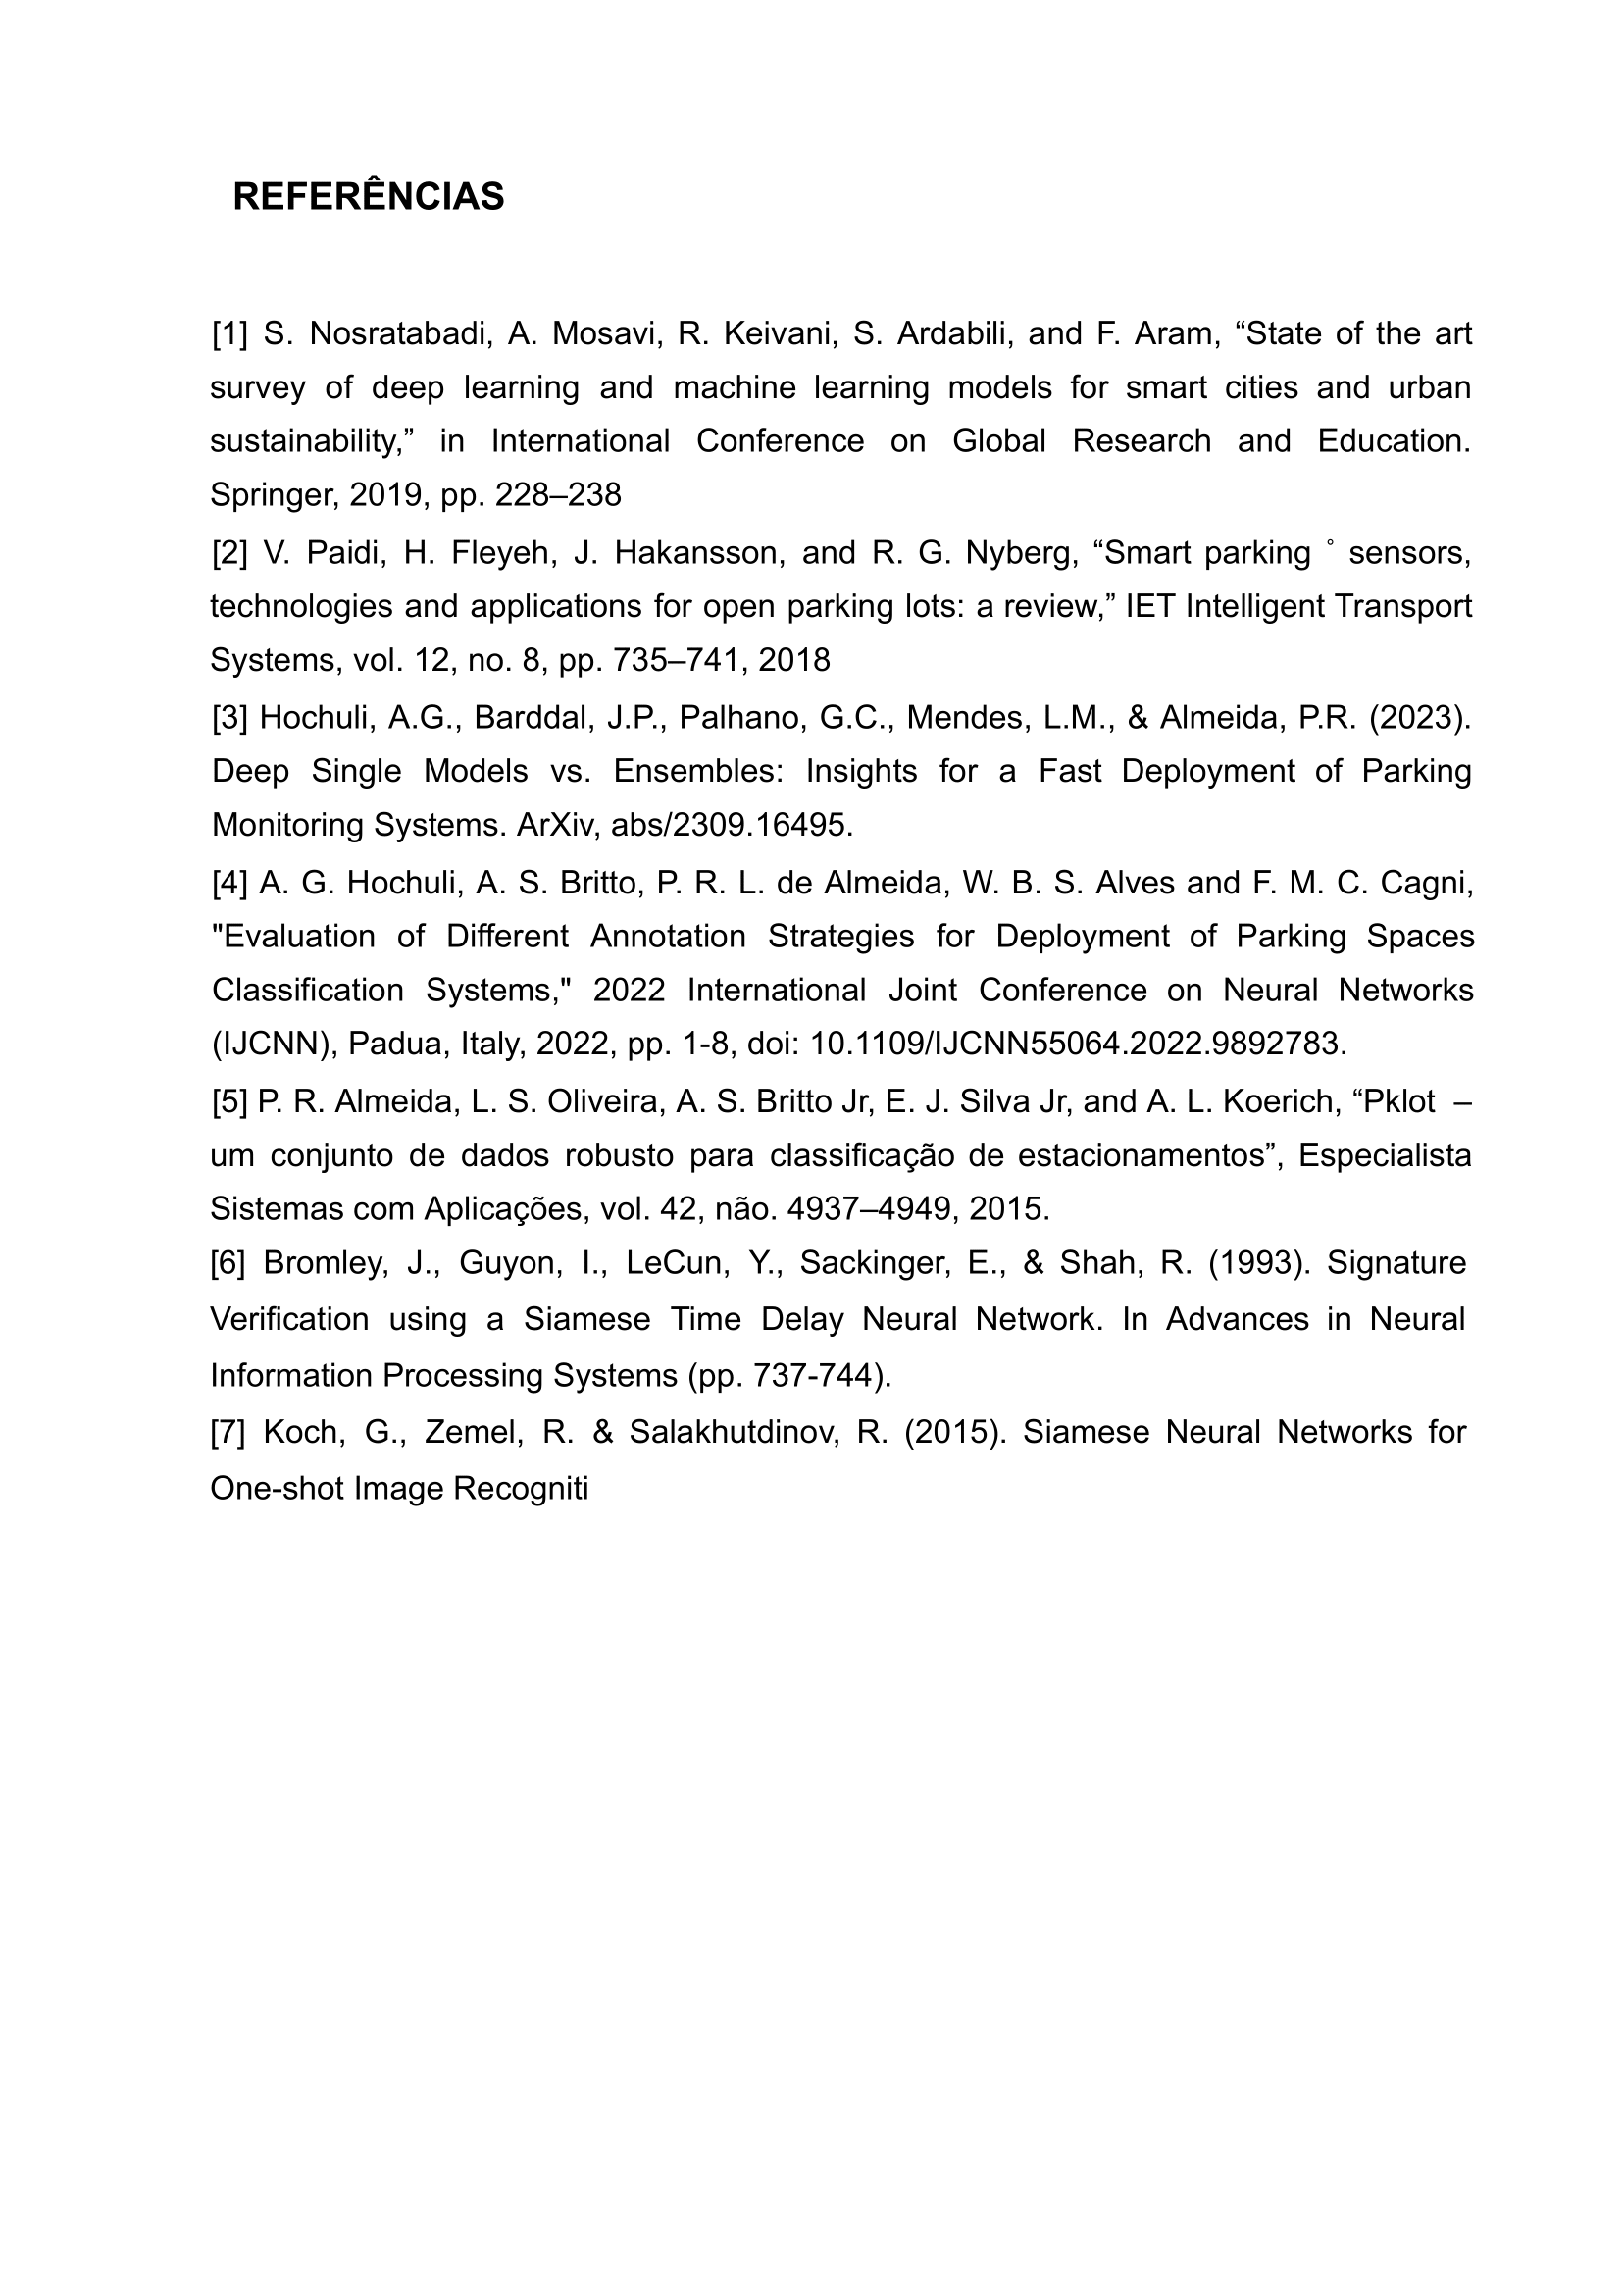 REFERÊNCIAS
[1] S. Nosratabadi, A. Mosavi, R. Keivani, S. Ardabili, and F. Aram, “State of the art
survey of deep learning and machine learning models for smart cities and urban
sustainability,” in International Conference on Global Research and Education.
Springer, 2019, pp. 228–238
[2] V. Paidi, H. Fleyeh, J. Hakansson, and R. G. Nyberg, “Smart parking ˚ sensors,
technologies and applications for open parking lots: a review,” IET Intelligent Transport
Systems, vol. 12, no. 8, pp. 735–741, 2018
[3] Hochuli, A.G., Barddal, J.P., Palhano, G.C., Mendes, L.M., & Almeida, P.R. (2023).
Deep Single Models vs. Ensembles: Insights for a Fast Deployment of Parking
Monitoring Systems. ArXiv, abs/2309.16495.
[4] A. G. Hochuli, A. S. Britto, P. R. L. de Almeida, W. B. S. Alves and F. M. C. Cagni,
"Evaluation of Different Annotation Strategies for Deployment of Parking Spaces
Classification Systems," 2022 International Joint Conference on Neural Networks
(IJCNN), Padua, Italy, 2022, pp. 1-8, doi: 10.1109/IJCNN55064.2022.9892783.
[5] P. R. Almeida, L. S. Oliveira, A. S. Britto Jr, E. J. Silva Jr, and A. L. Koerich, “Pklot –
um conjunto de dados robusto para classificação de estacionamentos”, Especialista
Sistemas com Aplicações, vol. 42, não. 4937–4949, 2015.
[6] Bromley, J., Guyon, I., LeCun, Y., Sackinger, E., & Shah, R. (1993). Signature
Verification using a Siamese Time Delay Neural Network. In Advances in Neural
Information Processing Systems (pp. 737-744).
[7] Koch, G., Zemel, R. & Salakhutdinov, R. (2015). Siamese Neural Networks for
One-shot Image Recogniti